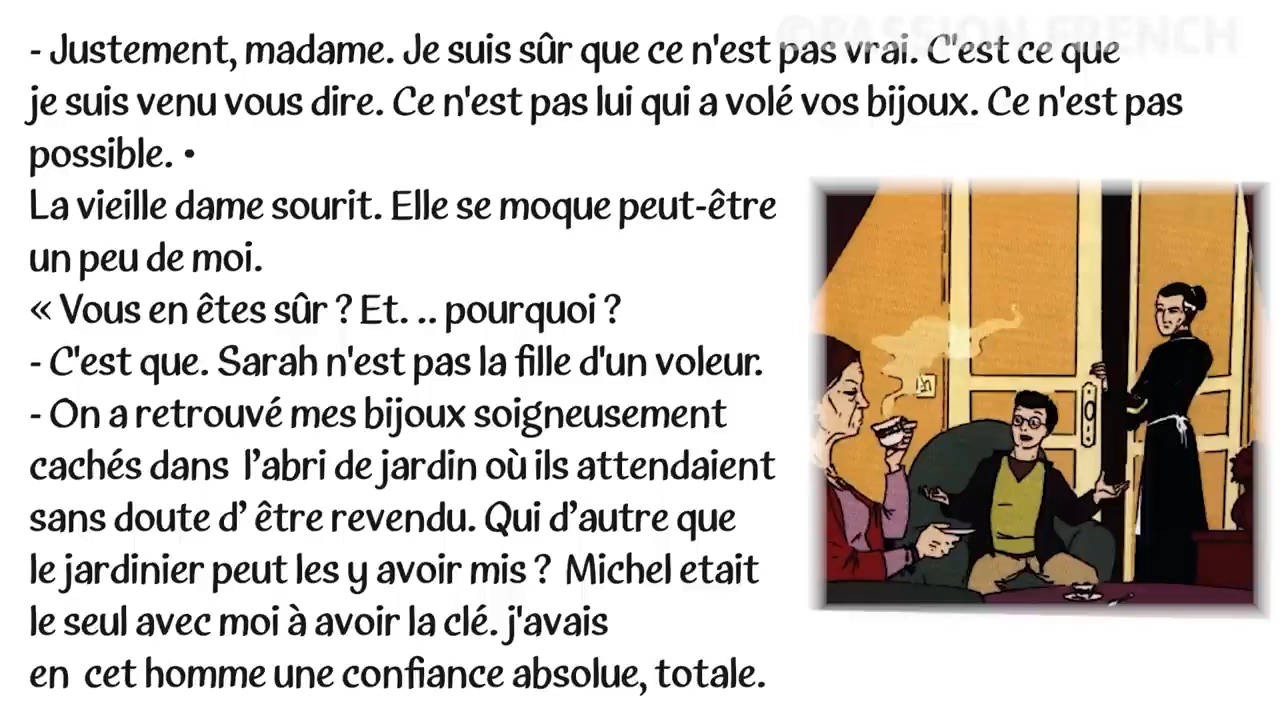 ©PASSION FRENCH
- Justement, madame. Je suis sûr que ce n'est pas vrai. C'est ce que
je suis venu vous dire. Ce n'est pas lui qui a volé vos bijoux. Ce n'est pas
possible. •
La vieille dame sourit. Elle se moque peut-être
un peu de moi.
« Vous en êtes sûr ? Et. .. pourquoi ?
- C'est que. Sarah n'est pas la fille d'un voleur.
- On a retrouvé mes bijoux soigneusement
cachés dans l’abri de jardin où ils attendaient
sans doute d’ être revendu. Qui d’autre que
le jardinier peut les y avoir mis ? Michel etait
le seul avec moi à avoir la clé. j'avais
en cet homme une confiance absolue, totale.